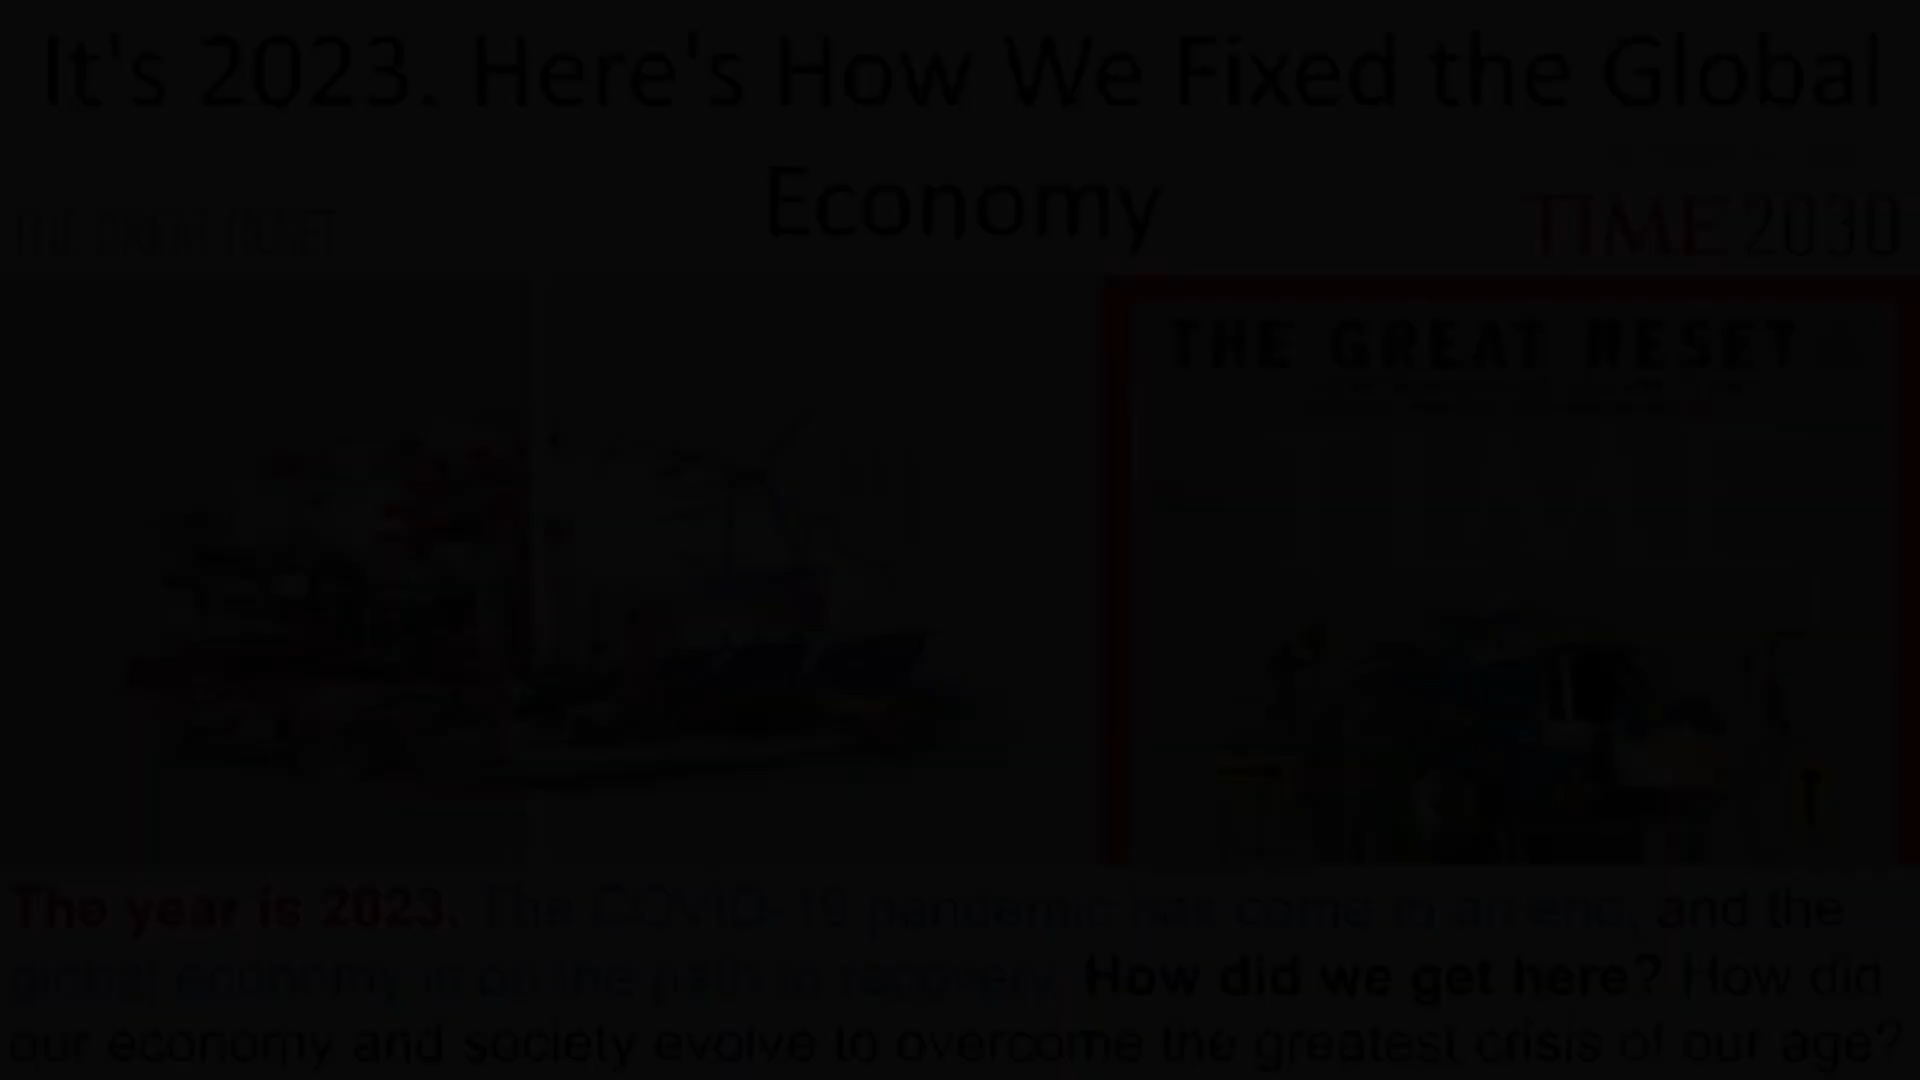 It's 2023. Here's How We Fixed the Global
Economy
THE GREAT RESET
TIME 2030
THE GREAT RESET
The year is 2023. The COVID-19 pandemic has come to an end, and the
global economy is on the path to recovery. How did we get here? How did
our economy and society evolve to overcome the greatest crisis of our age?